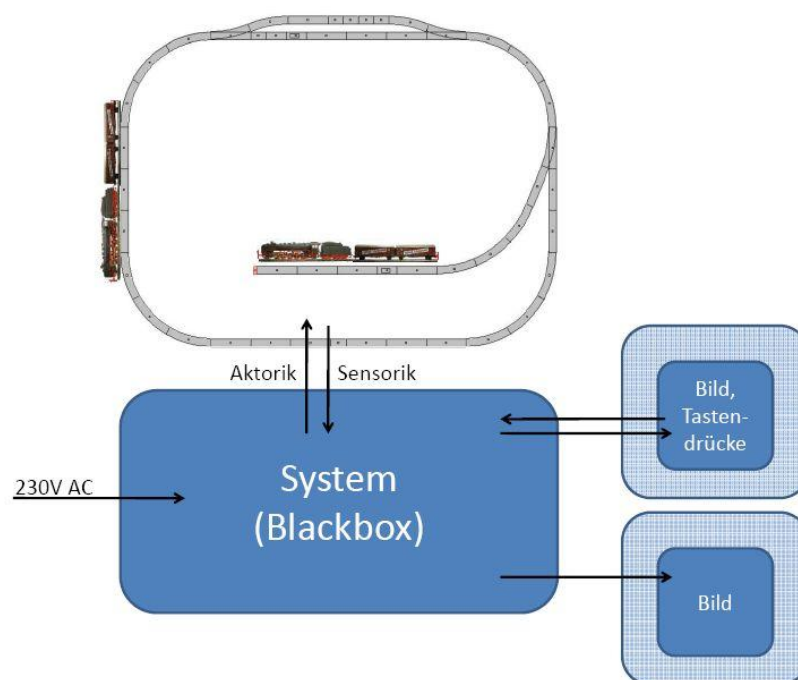 Aktorik
Sensorik
230V AC
System
(Blackbox)
Bild,
Tasten-
drücke
Bild